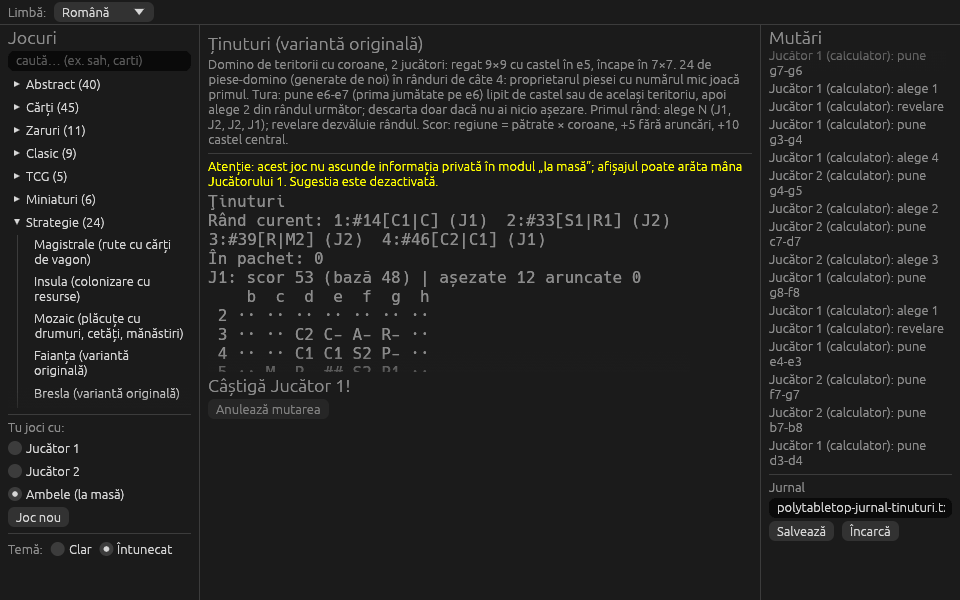 Limbă: Română
Jocuri
caută... (ex. sah, carti)
Abstract (40)
Cărți (45)
Zaruri (11)
Clasic (9)
TCG (5)
Miniaturi (6)
Strategie (24)
Magistrale (rute cu cărți
de vagon)
Insula (colonizare cu
resurse)
Mozaic (plăcuțe cu
drumuri, cetăți, mănăstiri)
Faianța (variantă
originală)
Bresla (variantă originală)
Tu joci cu:
Jucător 1
Jucător 2
Ambele (la masă)
Joc nou
Temă: Clar Întunecat
Ținuturi (variantă originală)
Domino de teritorii cu coroane, 2 jucători: regat 9×9 cu castel în e5, încape în 7×7. 24 de
piese-domino (generate de noi) în rânduri de câte 4: proprietarul piesei cu numărul mic joacă
primul. Tura: pune e6-e7 (prima jumătate pe e6) lipit de castel sau de același teritoriu, apoi
alege 2 din rândul următor; descarta doar dacă nu ai nicio așezare. Primul rând: alege N (J1,
J2, J2, J1); revelare dezvăluie rândul. Scor: regiune = pătrate × coroane, +5 fără aruncări, +10
castel central.
Atenție: acest joc nu ascunde informația privată în modul „la masă”; afișajul poate arăta mâna
Jucătorului 1. Sugestia este dezactivată.
Ținuturi
Rând curent: 1:#14[C1|C] (J1)  2:#33[S1|R1] (J2)
3:#39[R|M2] (J2)  4:#46[C2|C1] (J1)
În pachet: 0
J1: scor 53 (bază 48) | așezate 12 aruncate 0
b c d e f g h
2 ·· ·· ·· ·· ·· ·· ··
3 ·· ·· C2 C- A- R- ··
4 ·· ·· C1 C1 S2 P- ··
5 ·· M- R- ## S2 R1 ··
Câștigă Jucător 1!
Anulează mutarea
Mutări
Jucător 1 (calculator): pune
g7-g6
Jucător 1 (calculator): alege 1
Jucător 1 (calculator): revelare
Jucător 1 (calculator): pune
g3-g4
Jucător 1 (calculator): alege 4
Jucător 2 (calculator): pune
g4-g5
Jucător 2 (calculator): alege 2
Jucător 2 (calculator): pune
c7-d7
Jucător 2 (calculator): alege 3
Jucător 1 (calculator): pune
g8-f8
Jucător 1 (calculator): alege 1
Jucător 1 (calculator): revelare
Jucător 1 (calculator): pune
e4-e3
Jucător 2 (calculator): pune
f7-g7
Jucător 2 (calculator): pune
b7-b8
Jucător 1 (calculator): pune
d3-d4
Jurnal
polytabletop-jurnal-tinuturi.t
Salvează Încarcă